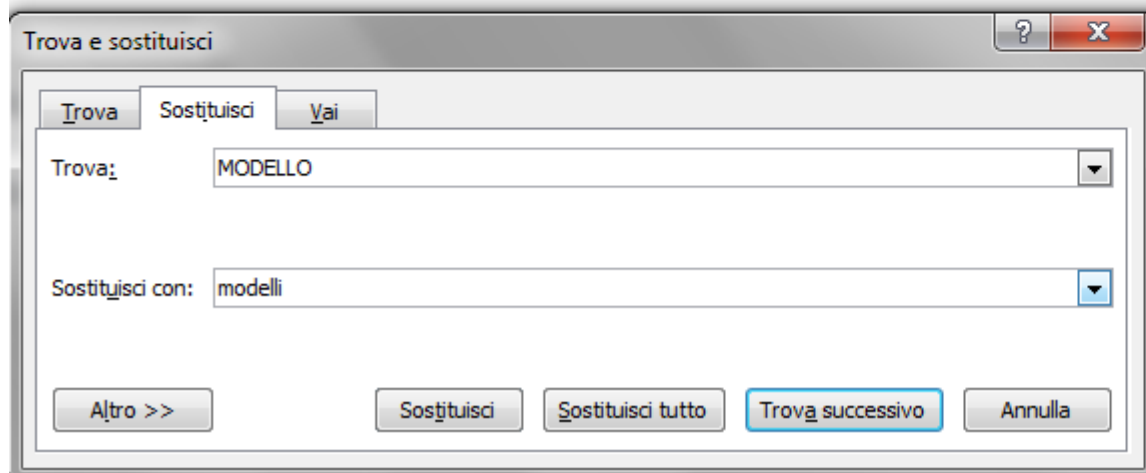 Trova e sostituisci
Trova Sostituisci Vai
Trova: MODELLO
Sostituisci con: modelli
Altro >> Sostituisci Sostituisci tutto Trova successivo Annulla